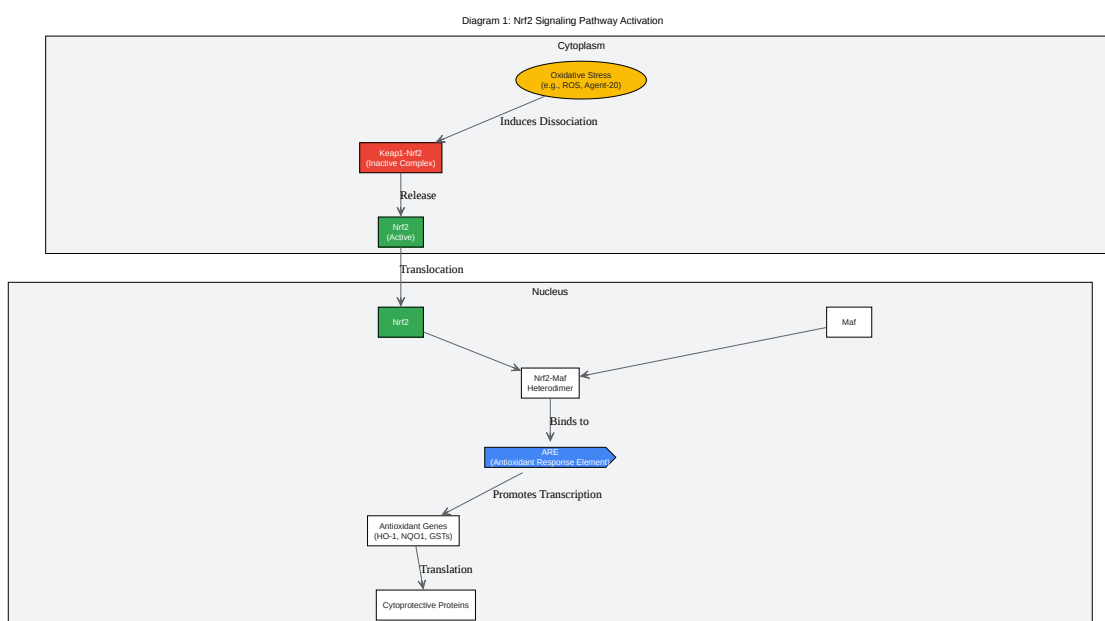 Diagram 1: Nrf2 Signaling Pathway Activation
Cytoplasm
Oxidative Stress
(e.g., ROS, Agent-20)
Induces Dissociation
Keap1-Nrf2
(Inactive Complex)
Release
Nrf2
(Active)
Translocation
Nucleus
Nrf2
Maf
Nrf2-Maf
Heterodimer
Binds to
ARE
(Antioxidant Response Element)
Promotes Transcription
Antioxidant Genes
(HO-1, NQO1, GSTs)
Translation
Cytoprotective Proteins